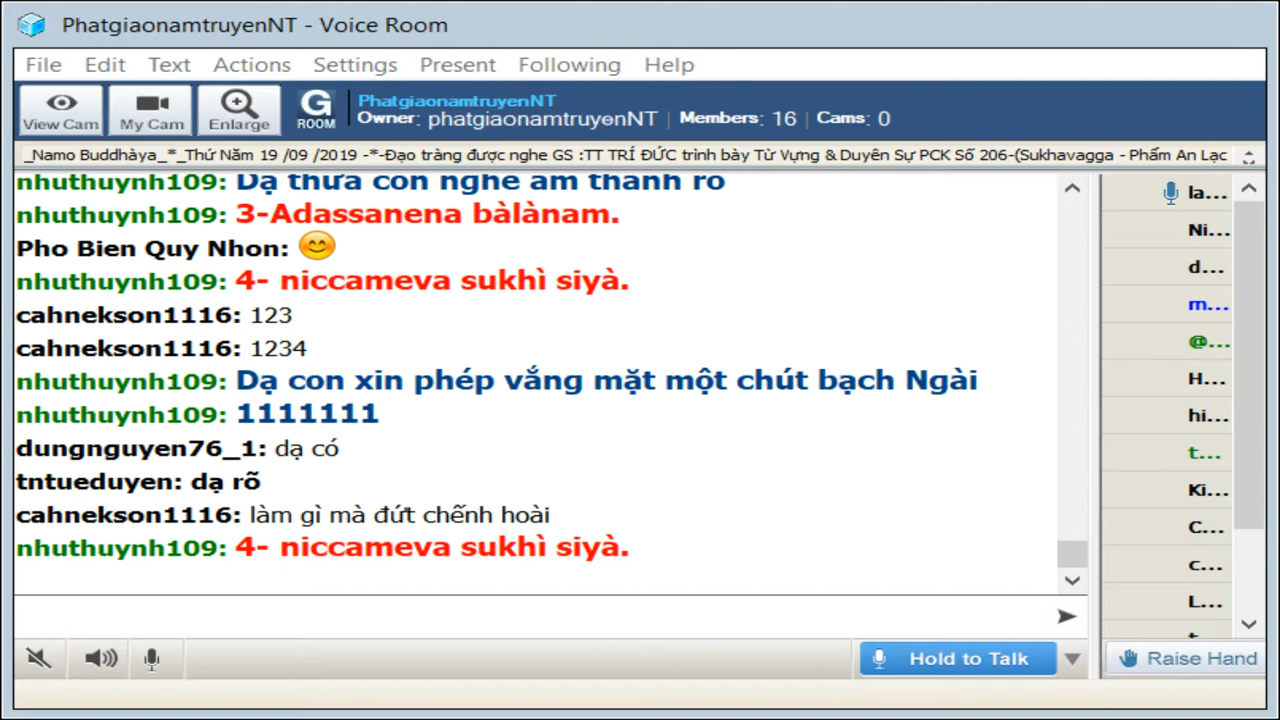 PhatgiaonamtruyenNT - Voice Room
File Edit Text Actions Settings Present Following Help
View Cam My Cam Enlarge G ROOM
PhatgiaonamtruyenNT
Owner: phatgiaonamtruyenNT Members: 16 Cams: 0
_Namo Buddhàya_*_Thứ Năm 19 /09 /2019 -*-Đạo tràng được nghe GS :TT TRÍ ĐỨC trình bày Từ Vựng & Duyên Sự PCK Số 206-(Sukhavagga - Phẩm An Lạc
nhuthuynh109: Dạ thưa con nghe âm thanh rõ
nhuthuynh109: 3-Adassanena bàlànam.
Pho Bien Quy Nhon: 😊
nhuthuynh109: 4- niccameva sukhì siyà.
cahnekson1116: 123
cahnekson1116: 1234
nhuthuynh109: Dạ con xin phép vắng mặt một chút bạch Ngài
nhuthuynh109: 1111111
dungnguyen76_1: dạ có
tntueduyen: dạ rõ
cahnekson1116: làm gì mà đứt chếnh hoài
nhuthuynh109: 4- niccameva sukhì siyà.
la...
Ni...
d...
m...
@...
H...
hi...
t...
Ki...
C...
c...
L...
Hold to Talk
Raise Hand